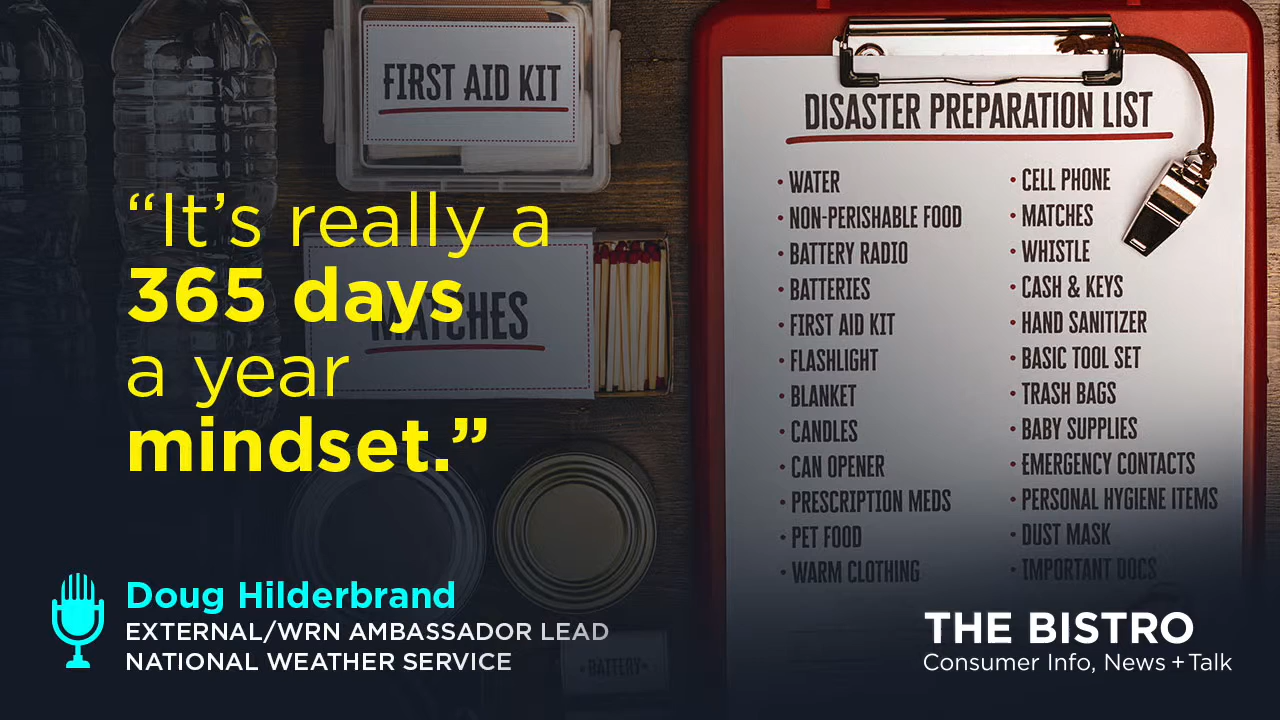 FIRST AID KIT
MATCHES
"It's really a
365 days
a year
mindset."
DISASTER PREPARATION LIST
• WATER
• NON-PERISHABLE FOOD
• BATTERY RADIO
• BATTERIES
• FIRST AID KIT
• FLASHLIGHT
• BLANKET
• CANDLES
• CAN OPENER
• PRESCRIPTION MEDS
• PET FOOD
• WARM CLOTHING
• CELL PHONE
• MATCHES
• WHISTLE
• CASH & KEYS
• HAND SANITIZER
• BASIC TOOL SET
• TRASH BAGS
• BABY SUPPLIES
• EMERGENCY CONTACTS
• PERSONAL HYGIENE ITEMS
• DUST MASK
• IMPORTANT DOCS
Doug Hilderbrand
EXTERNAL/WRN AMBASSADOR LEAD
NATIONAL WEATHER SERVICE
•BATTERY•
THE BISTRO
Consumer Info, News + Talk